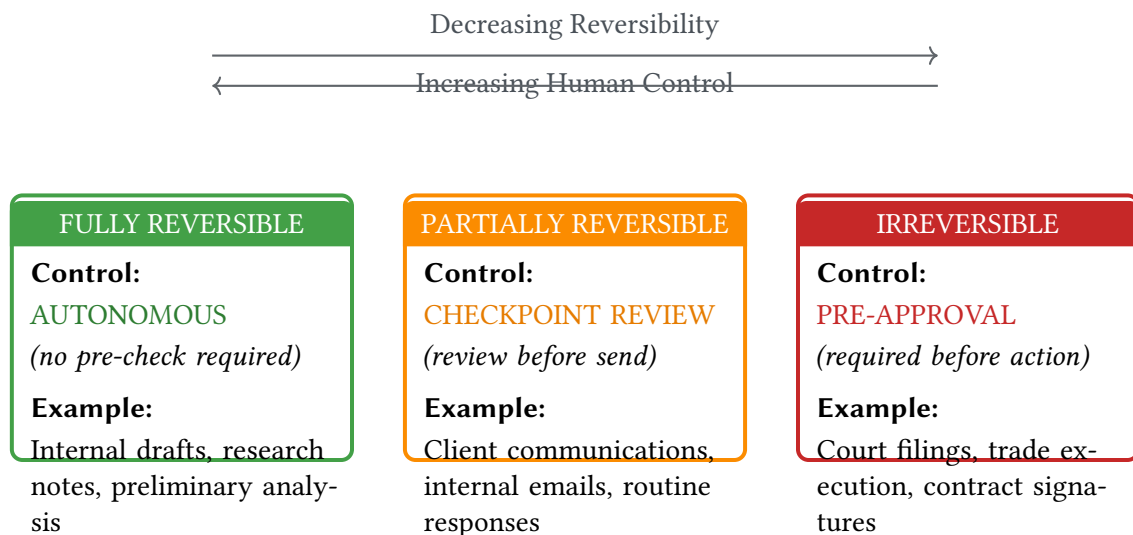 Decreasing Reversibility
Increasing Human Control
FULLY REVERSIBLE
Control:
AUTONOMOUS
(no pre-check required)
Example:
Internal drafts, research
notes, preliminary analy-
sis
PARTIALLY REVERSIBLE
Control:
CHECKPOINT REVIEW
(review before send)
Example:
Client communications,
internal emails, routine
responses
IRREVERSIBLE
Control:
PRE-APPROVAL
(required before action)
Example:
Court filings, trade ex-
ecution, contract signa-
tures